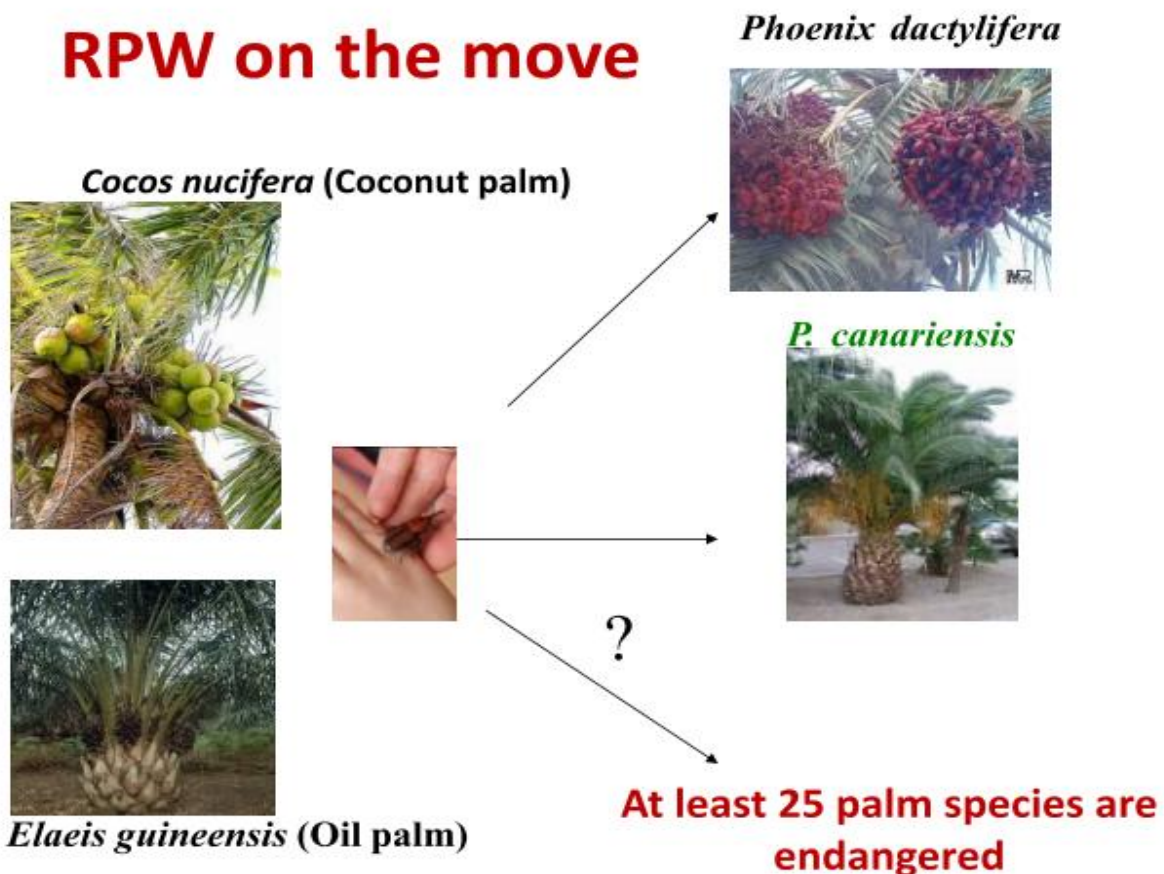 RPW on the move
Phoenix dactylifera
Cocos nucifera (Coconut palm)
P. canariensis
?
Elaeis guineensis (Oil palm)
At least 25 palm species are
endangered